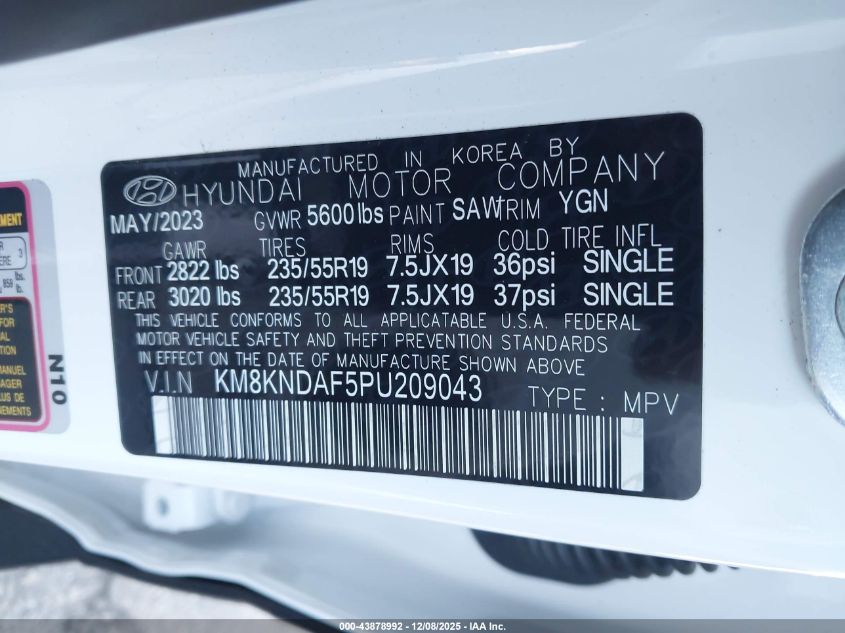 MANUFACTURED IN KOREA BY
HYUNDAI MOTOR COMPANY
MAY/2023 GVWR 5600 lbs PAINT SAW TRIM YGN
GAWR TIRES RIMS COLD TIRE INFL
FRONT 2822 lbs 235/55R19 7.5JX19 36psi SINGLE
REAR 3020 lbs 235/55R19 7.5JX19 37psi SINGLE
THIS VEHICLE CONFORMS TO ALL APPLICATABLE U.S.A. FEDERAL
MOTOR VEHICLE SAFETY & THEFT PREVENTION STANDARDS
IN EFFECT ON THE DATE OF MANUFACTURE SHOWN ABOVE
V.I.N KM8KNDAF5PU209043 TYPE : MPV
3
lbs.
N10
000-43878992 | 12/08/2025 - IAA Inc.